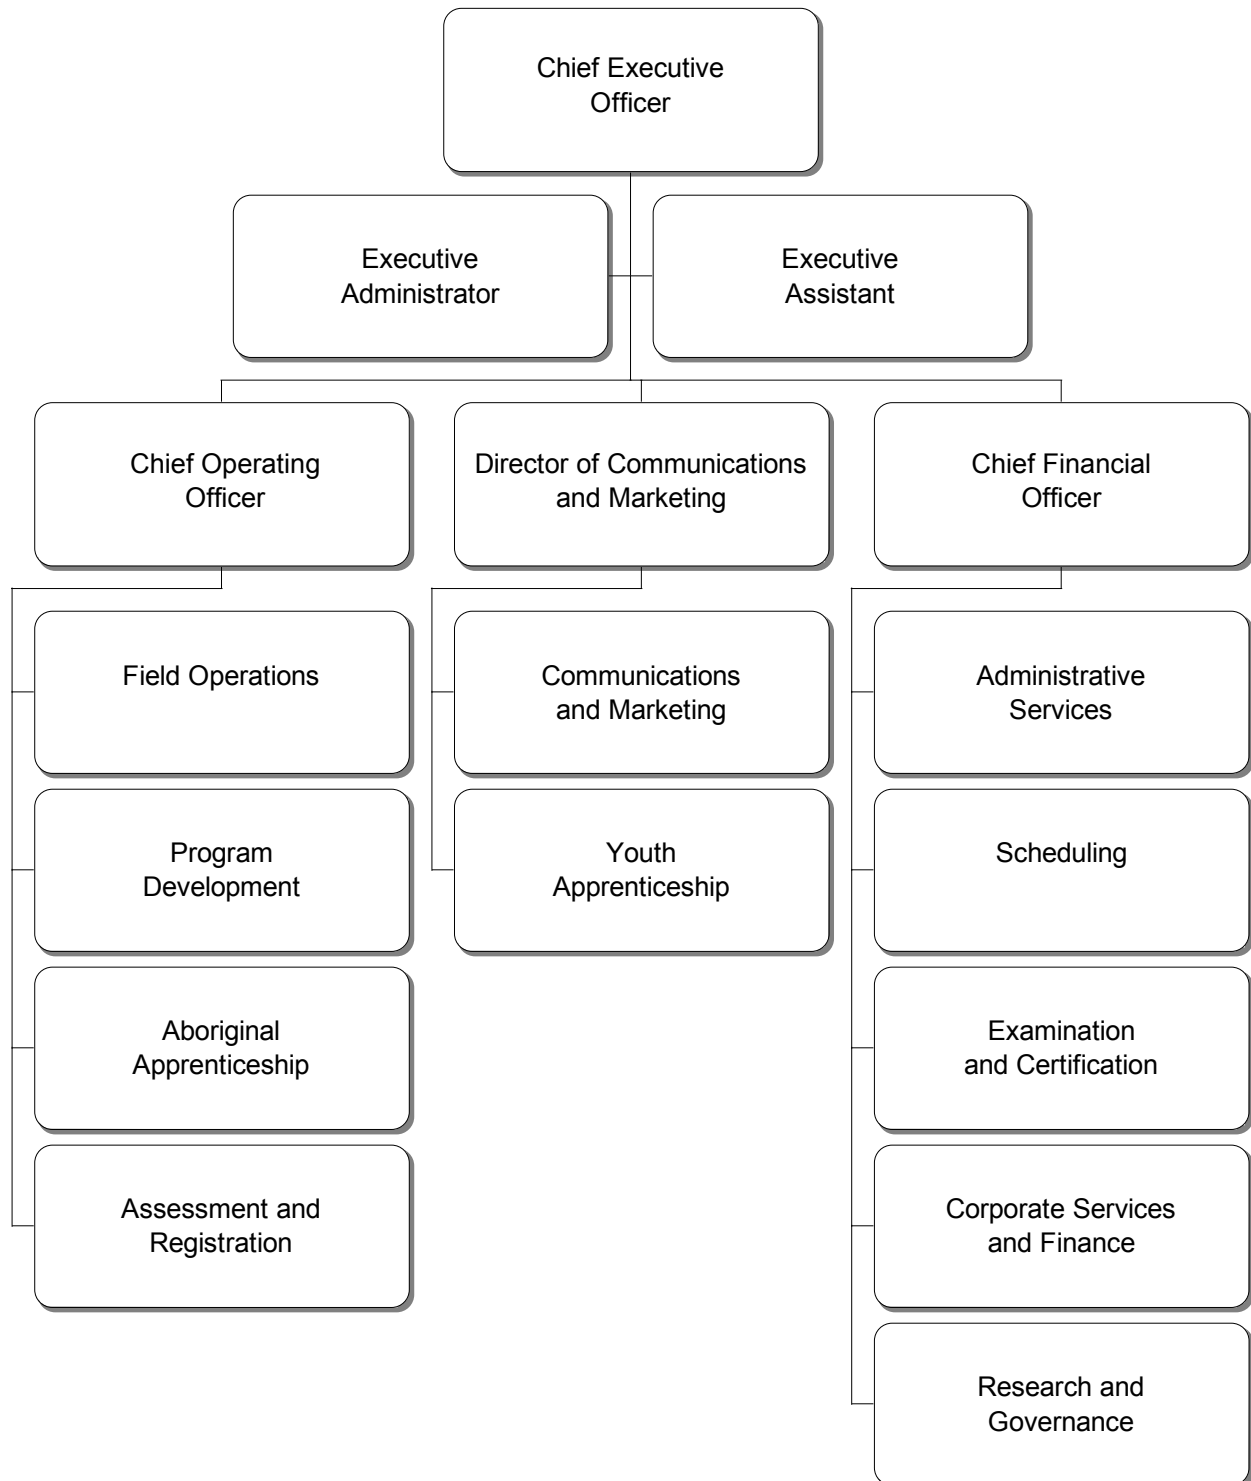 Chief Executive
Officer
Executive
Administrator
Executive
Assistant
Chief Operating
Officer
Director of Communications
and Marketing
Chief Financial
Officer
Field Operations
Communications
and Marketing
Administrative
Services
Program
Development
Youth
Apprenticeship
Scheduling
Aboriginal
Apprenticeship
Examination
and Certification
Assessment and
Registration
Corporate Services
and Finance
Research and
Governance